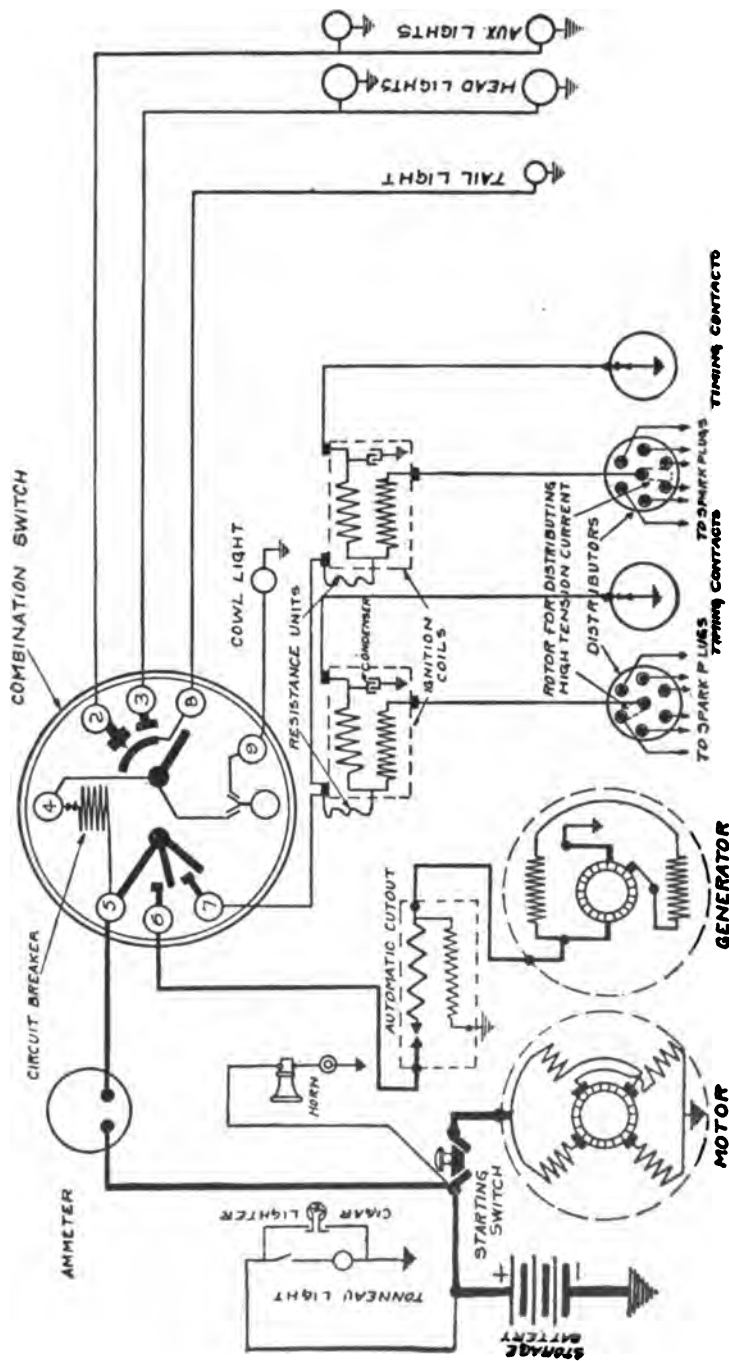 COMBINATION SWITCH
CIRCUIT BREAKER
AMMETER
2
3
4
5
6
7
8
9
COWL LIGHT
RESISTANCE UNITS
CONDENSER
IGNITION
COILS
AUX LIGHTS
HEAD LIGHTS
TAIL LIGHT
HORN
CIGAR
LIGHTER
TONNEAU LIGHT
STARTING
SWITCH
AUTOMATIC CUTOUT
ROTOR FOR DISTRIBUTING
HIGH TENSION CURRENT
DISTRIBUTORS
TO SPARK PLUGS
TIMING CONTACTS
TO SPARK PLUGS
TIMING CONTACTS
+
-
STORAGE
BATTERY
MOTOR
GENERATOR